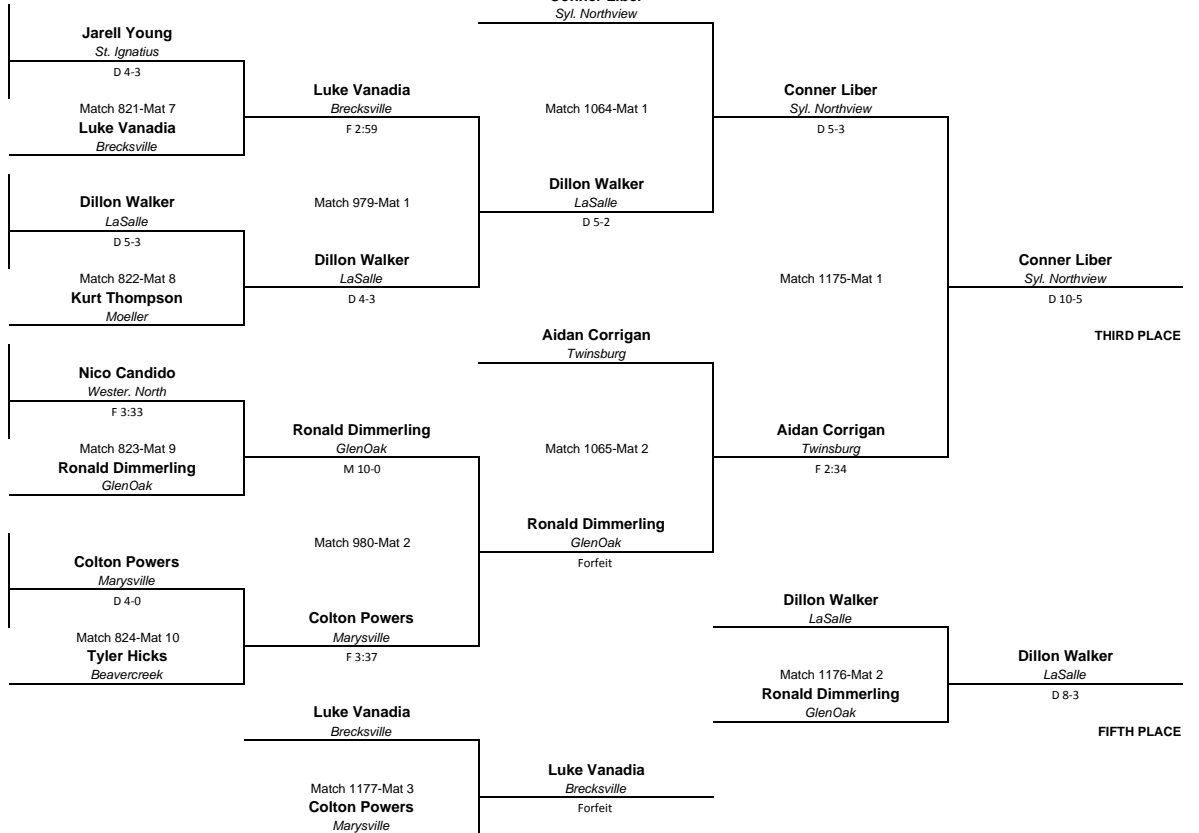 Jarell Young
St. Ignatius
D 4-3
Match 821-Mat 7
Luke Vanadia
Brecksville
Dillon Walker
LaSalle
D 5-3
Match 822-Mat 8
Kurt Thompson
Moeller
Nico Candido
Wester. North
F 3:33
Match 823-Mat 9
Ronald Dimmerling
GlenOak
Colton Powers
Marysville
D 4-0
Match 824-Mat 10
Tyler Hicks
Beavercreek
Luke Vanadia
Brecksville
F 2:59
Match 979-Mat 1
Dillon Walker
LaSalle
D 4-3
Ronald Dimmerling
GlenOak
M 10-0
Match 980-Mat 2
Colton Powers
Marysville
F 3:37
Luke Vanadia
Brecksville
Match 1177-Mat 3
Colton Powers
Marysville
Conner Liber
Syl. Northview
Match 1064-Mat 1
Dillon Walker
LaSalle
D 5-2
Aidan Corrigan
Twinsburg
Match 1065-Mat 2
Ronald Dimmerling
GlenOak
Forfeit
Luke Vanadia
Brecksville
Forfeit
Conner Liber
Syl. Northview
D 5-3
Match 1175-Mat 1
Aidan Corrigan
Twinsburg
F 2:34
Dillon Walker
LaSalle
Match 1176-Mat 2
Ronald Dimmerling
GlenOak
Conner Liber
Syl. Northview
D 10-5
THIRD PLACE
Dillon Walker
LaSalle
D 8-3
FIFTH PLACE